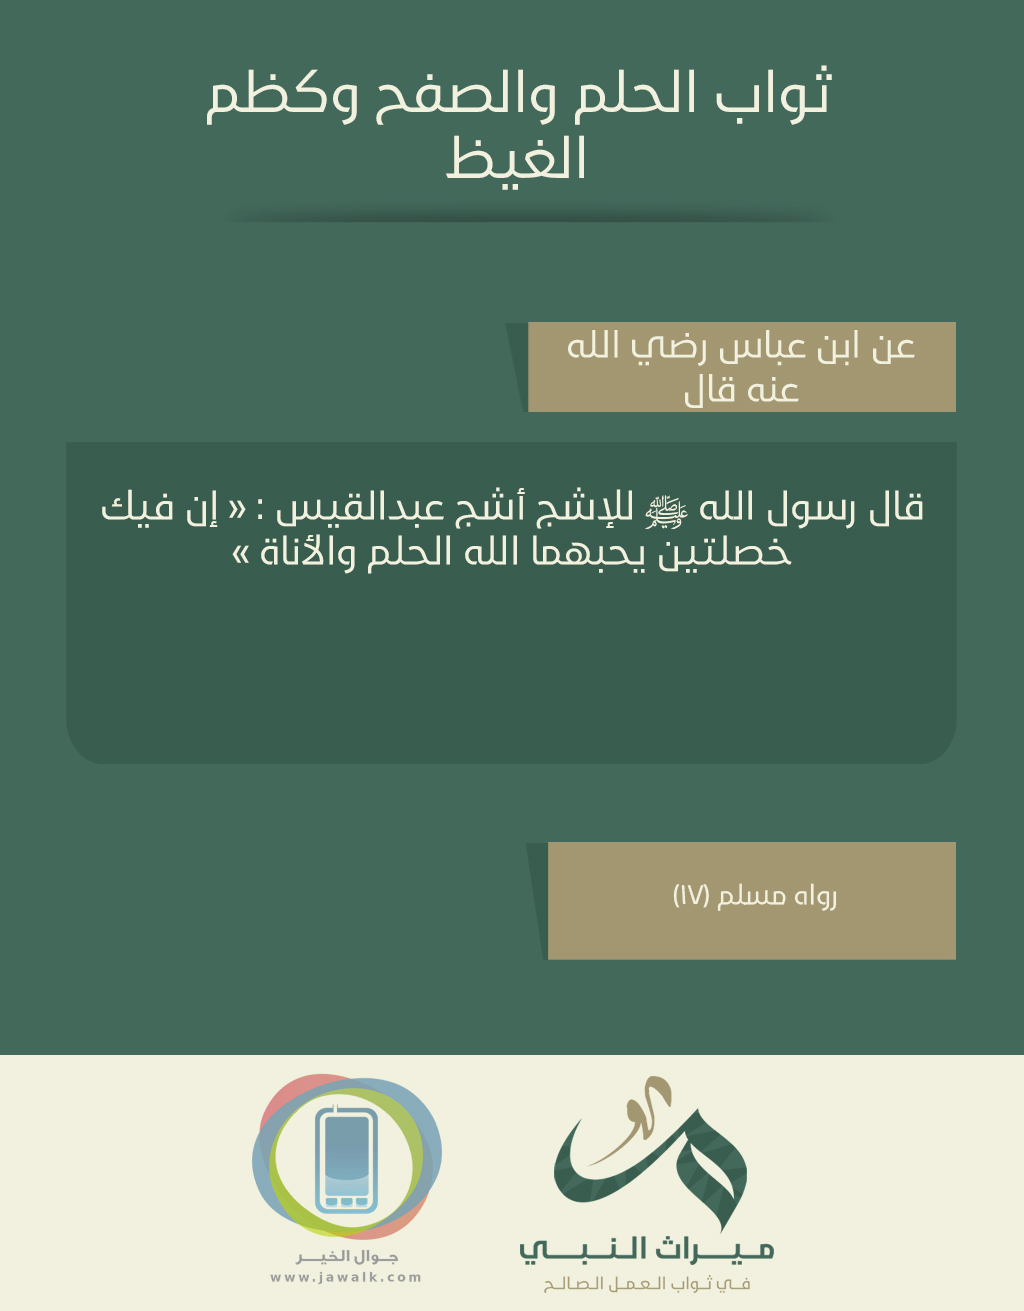 ثواب الحلم والصفح وكظم
الغيظ
عن ابن عباس رضي الله
عنه قال
قال رسول الله ﷺ للإشج أشج عبدالقيس : « إن فيك
خصلتين يحبهما الله الحلم والأناة »
رواه مسلم (١٧)
ميراث النبي
في ثواب العمل الصالح
جوال الخير
www.jawalk.com